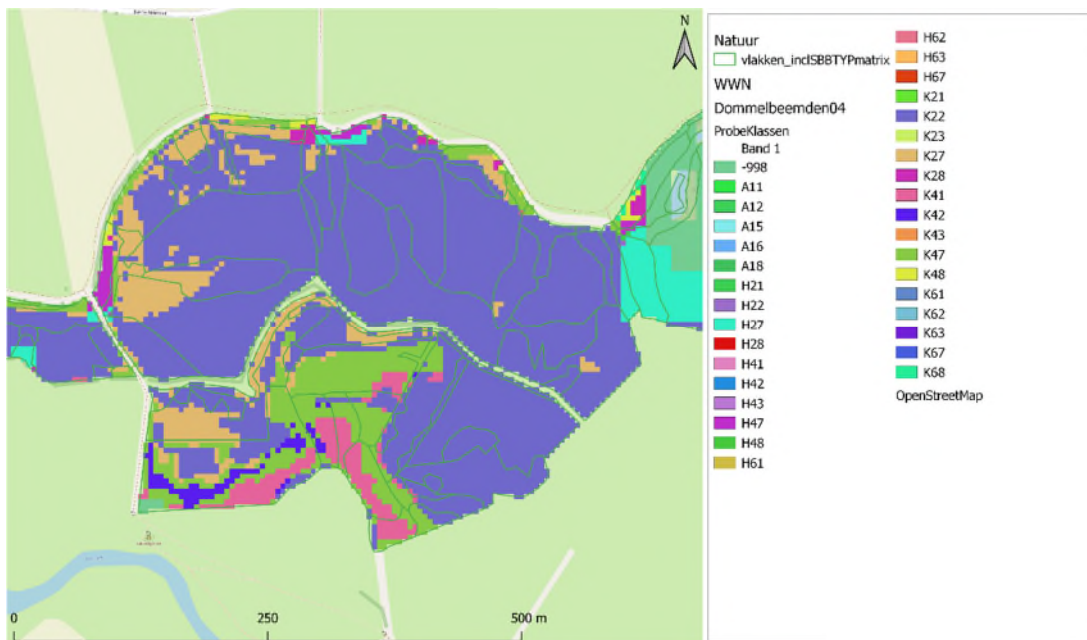 N
0
250
500 m
Natuur
vlakken_inclSBBTYPmatrix
WWN
Dommelbeemden04
ProbeKlassen
Band 1
-998
A11
A12
A15
A16
A18
H21
H22
H27
H28
H41
H42
H43
H47
H48
H61
H62
H63
H67
K21
K22
K23
K27
K28
K41
K42
K43
K47
K48
K61
K62
K63
K67
K68
OpenStreetMap